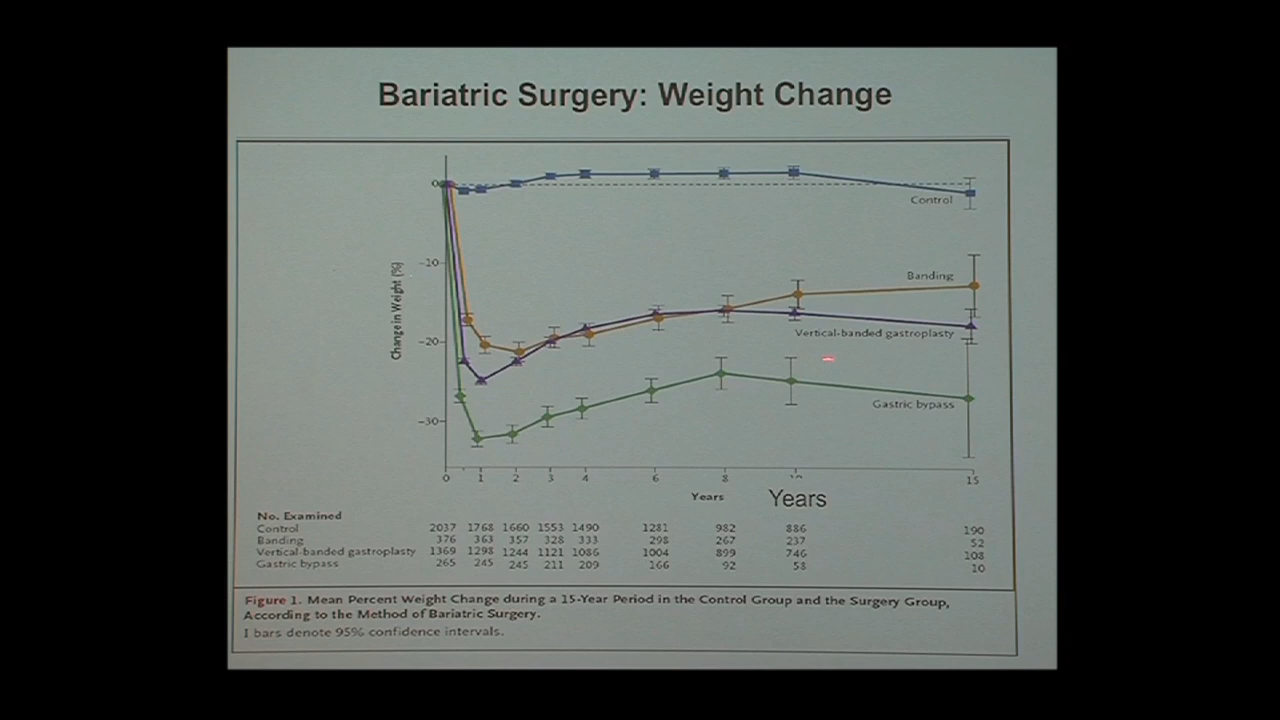 Bariatric Surgery: Weight Change
0
-10
-20
-30
Change in Weight (%)
Control
Banding
Vertical-banded gastroplasty
Gastric bypass
0 1 2 3 4 6 8 15
Years Years
No. Examined
Control 2037 1768 1660 1553 1490 1281 982 886 190
Banding 376 363 357 328 333 298 267 237 52
Vertical-banded gastroplasty 1369 1298 1244 1121 1086 1004 899 746 108
Gastric bypass 265 245 245 211 209 166 92 58 10
Figure 1. Mean Percent Weight Change during a 15-Year Period in the Control Group and the Surgery Group,
According to the Method of Bariatric Surgery.
I bars denote 95% confidence intervals.